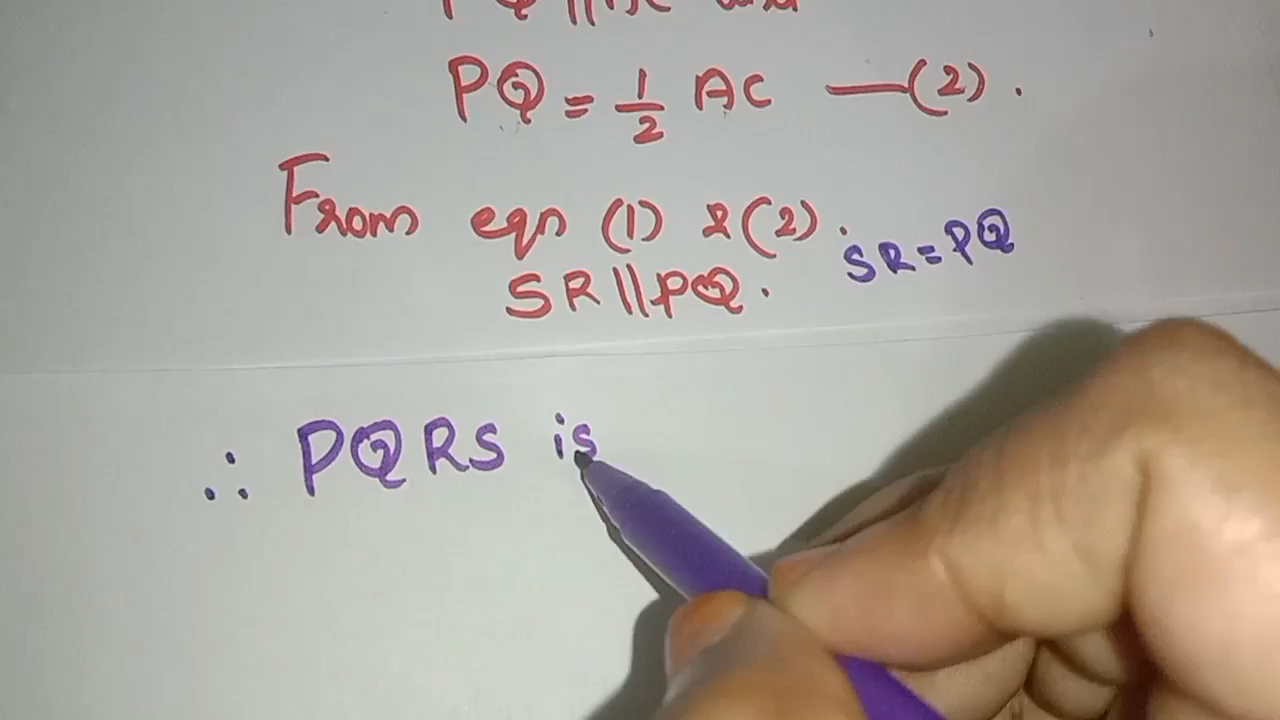 PQ = 1/2 AC —(2).
From eqn (1) & (2).
SR || PQ. SR = PQ
∴ PQRS is